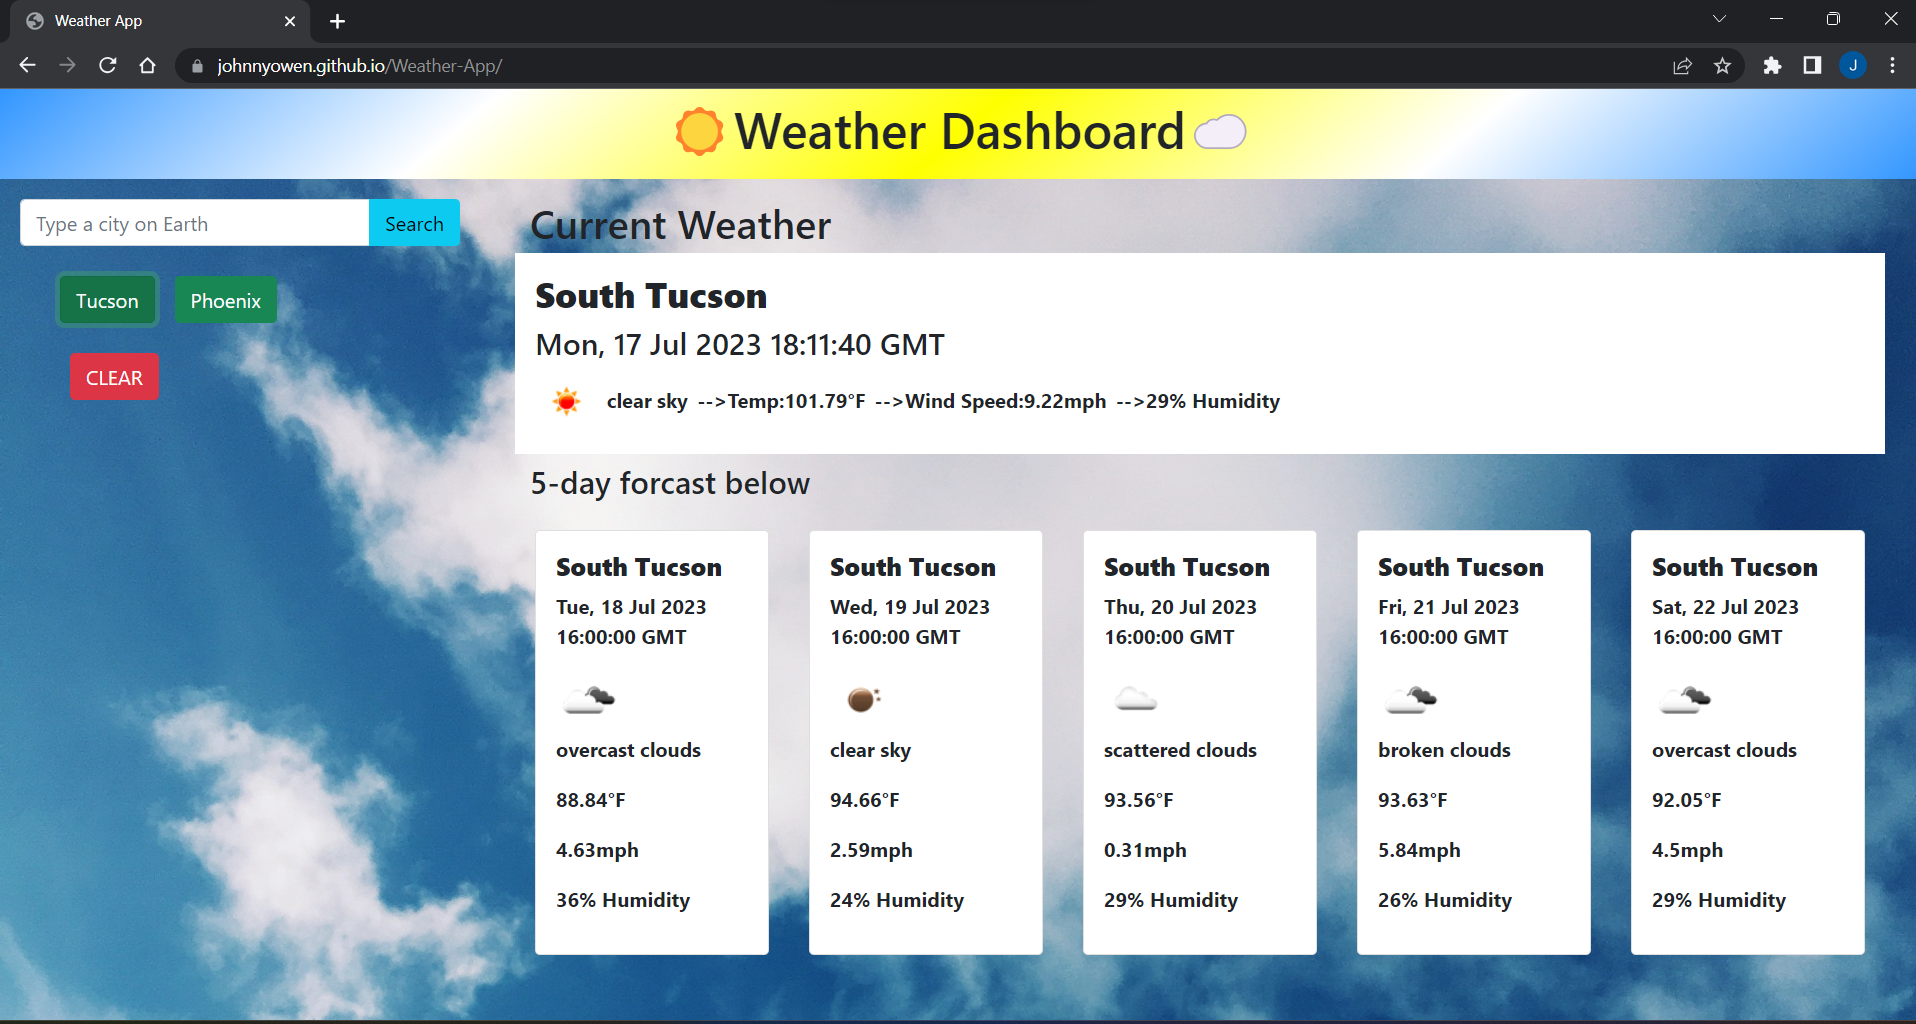 Weather App
johnnyowen.github.io/Weather-App/
J
Weather Dashboard
Type a city on Earth
Search
Tucson
Phoenix
CLEAR
Current Weather
South Tucson
Mon, 17 Jul 2023 18:11:40 GMT
clear sky -->Temp:101.79°F -->Wind Speed:9.22mph -->29% Humidity
5-day forcast below
South Tucson
Tue, 18 Jul 2023
16:00:00 GMT
overcast clouds
88.84°F
4.63mph
36% Humidity
South Tucson
Wed, 19 Jul 2023
16:00:00 GMT
clear sky
94.66°F
2.59mph
24% Humidity
South Tucson
Thu, 20 Jul 2023
16:00:00 GMT
scattered clouds
93.56°F
0.31mph
29% Humidity
South Tucson
Fri, 21 Jul 2023
16:00:00 GMT
broken clouds
93.63°F
5.84mph
26% Humidity
South Tucson
Sat, 22 Jul 2023
16:00:00 GMT
overcast clouds
92.05°F
4.5mph
29% Humidity